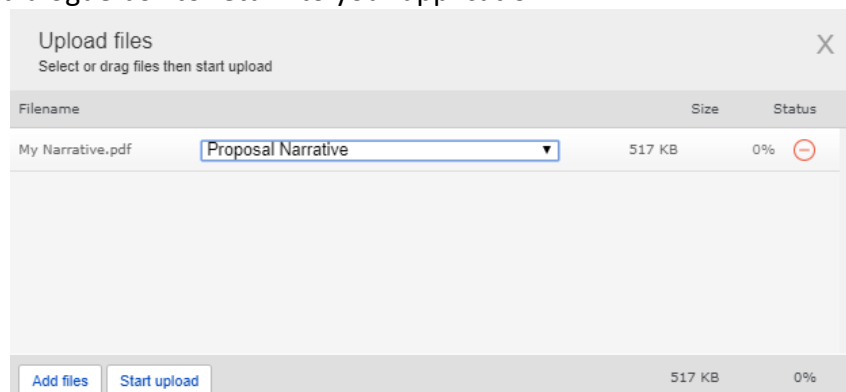 Upload files
X
Select or drag files then start upload
Filename Size Status
My Narrative.pdf Proposal Narrative 517 KB 0%
Add files Start upload 517 KB 0%